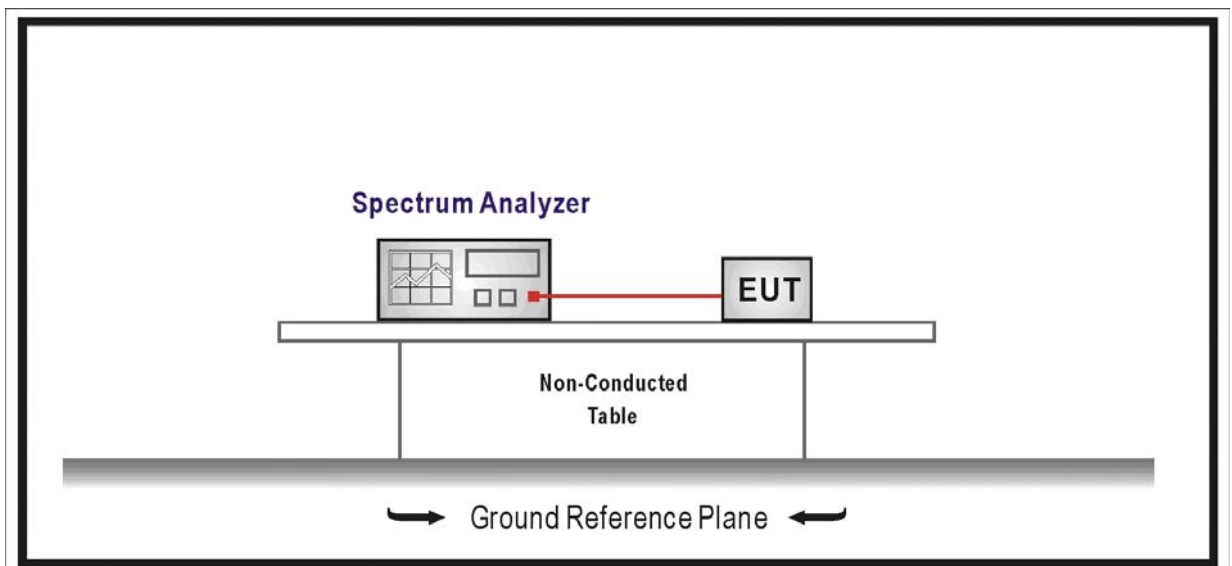 Spectrum Analyzer
EUT
Non-Conducted
Table
Ground Reference Plane